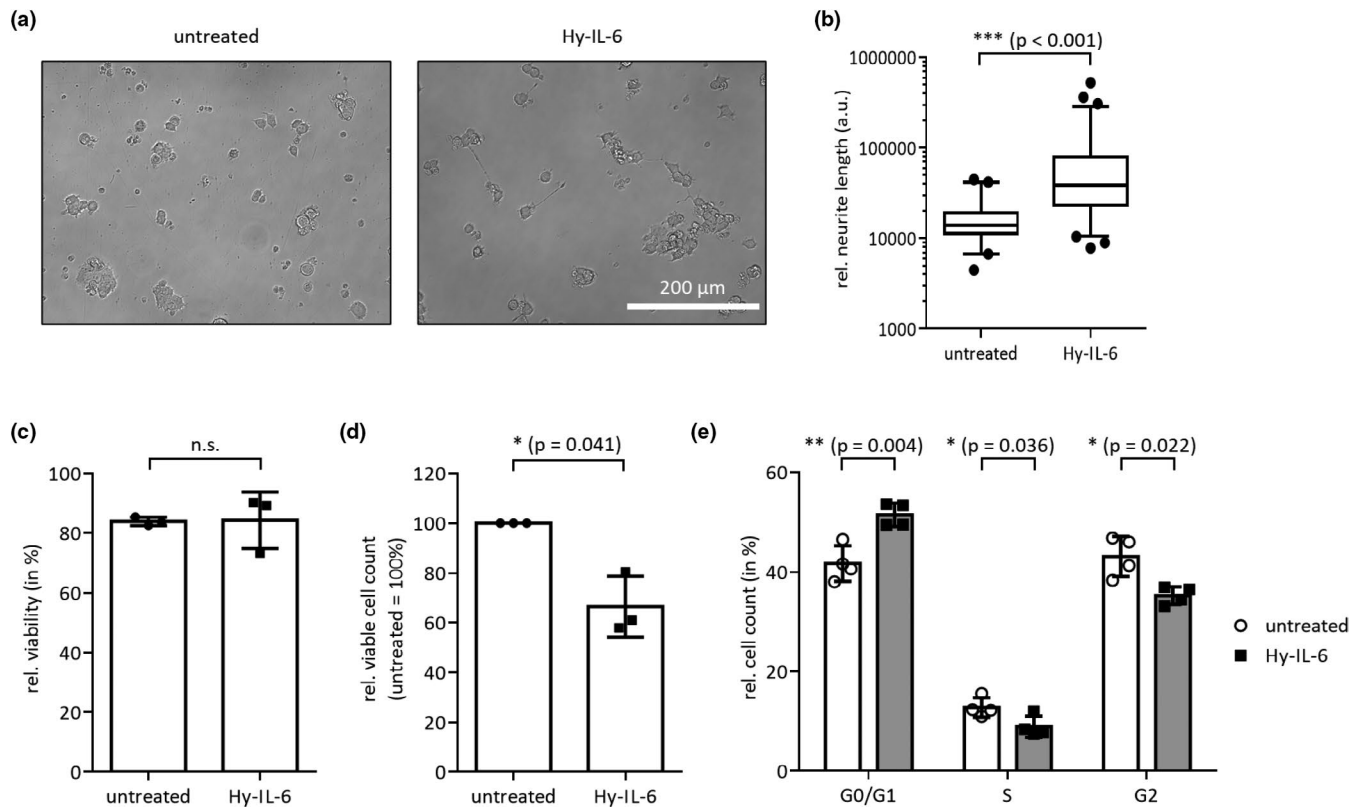 (a)
untreated
Hy-IL-6
200 µm
(b)
*** (p < 0.001)
rel. neurite length (a.u.)
1000000
100000
10000
1000
untreated
Hy-IL-6
(c)
n.s.
rel. viability (in %)
100
80
60
40
20
0
untreated
Hy-IL-6
(d)
* (p = 0.041)
rel. viable cell count
(untreated = 100%)
120
100
80
60
40
20
0
untreated
Hy-IL-6
(e)
** (p = 0.004)
* (p = 0.036)
* (p = 0.022)
rel. cell count (in %)
60
40
20
0
G0/G1
S
G2
untreated
Hy-IL-6